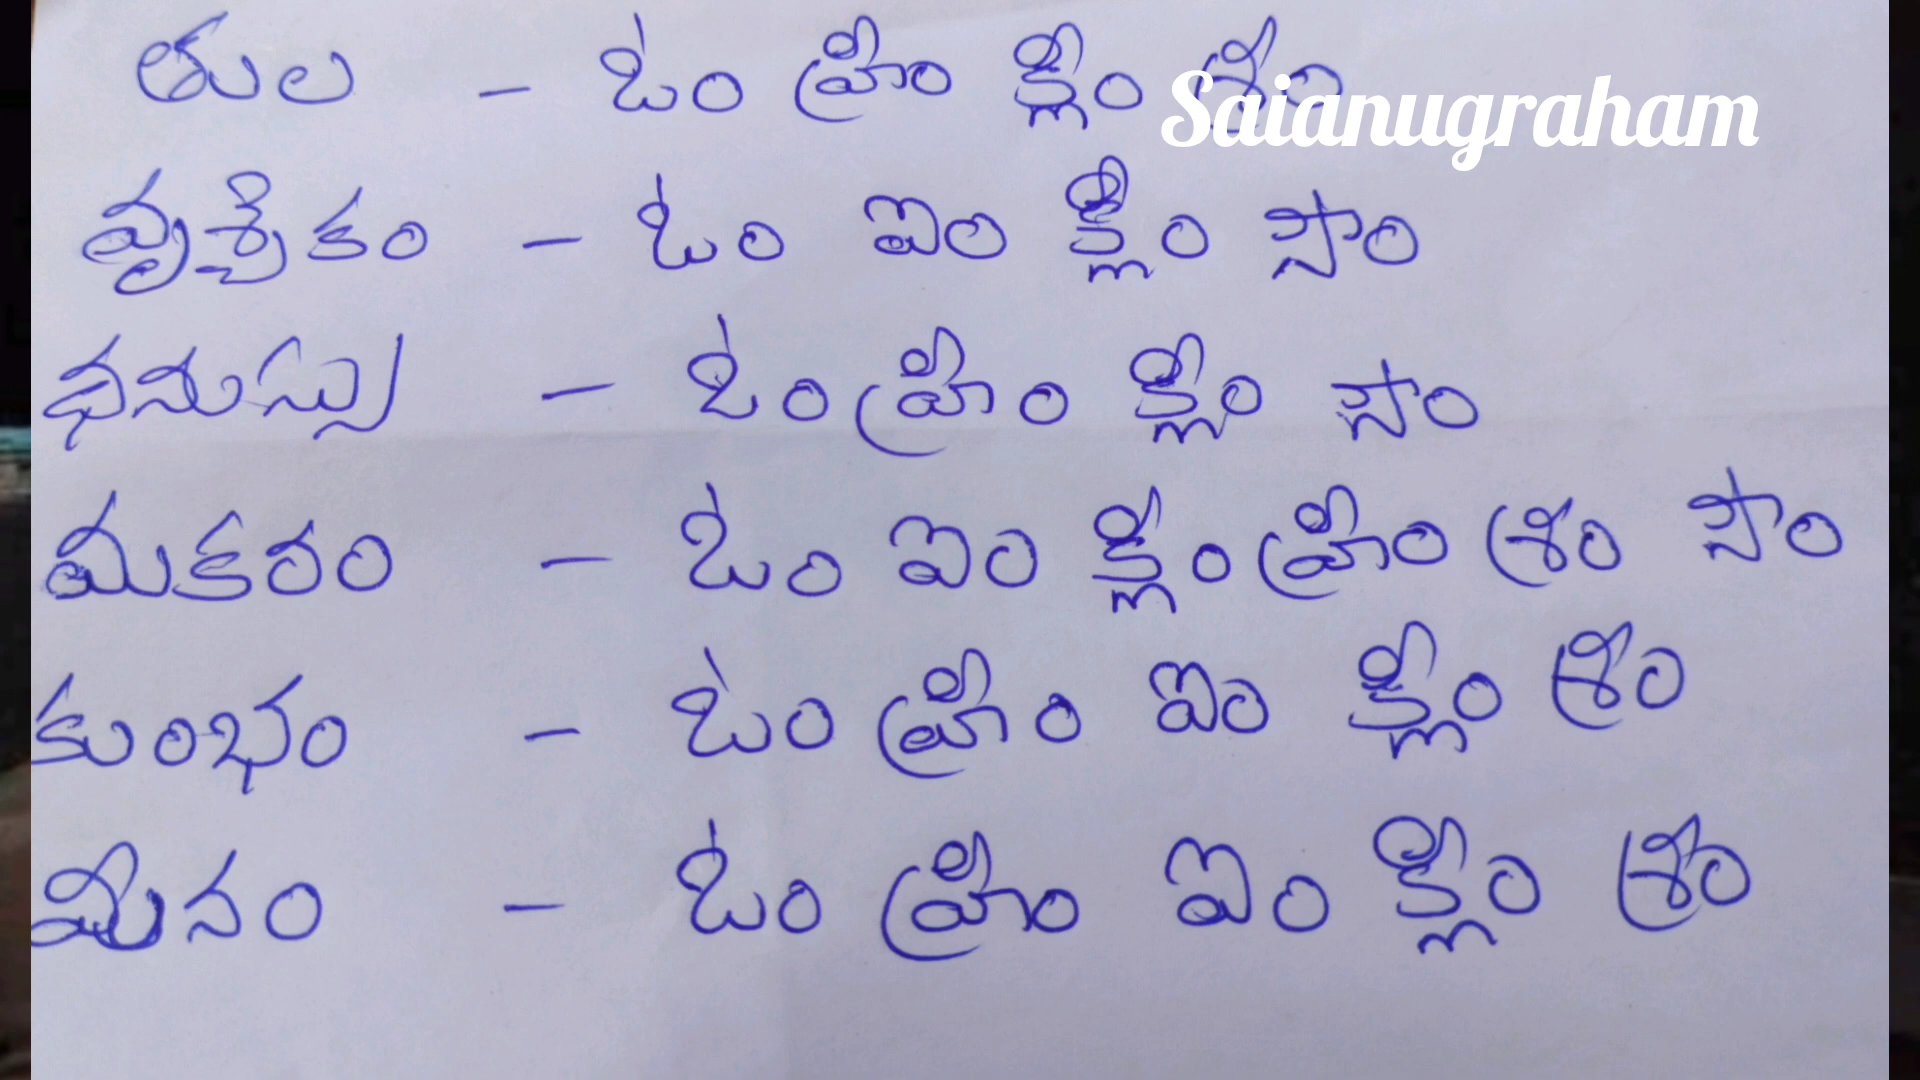 తుల - ఓం హ్రీం క్లీం శ్రీం
Saianugraham
వృశ్చికం - ఓం ఐం క్లీం సౌం
ధనుస్సు - ఓం హ్రీం క్లీం సౌం
మకరం - ఓం ఐం క్లీం హ్రీం శ్రీం సౌం
కుంభం - ఓం హ్రీం ఐం క్లీం శ్రీం
మీనం - ఓం హ్రీం ఐం క్లీం శ్రీం